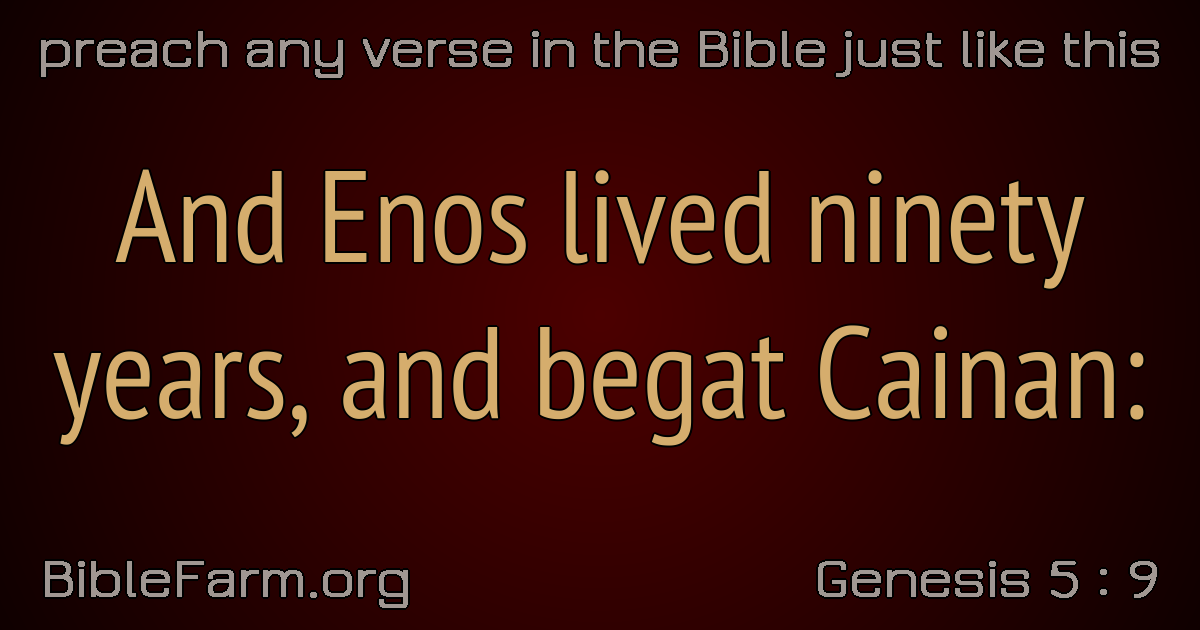 preach any verse in the Bible just like this
And Enos lived ninety
years, and begat Cainan:
BibleFarm.org
Genesis 5 : 9